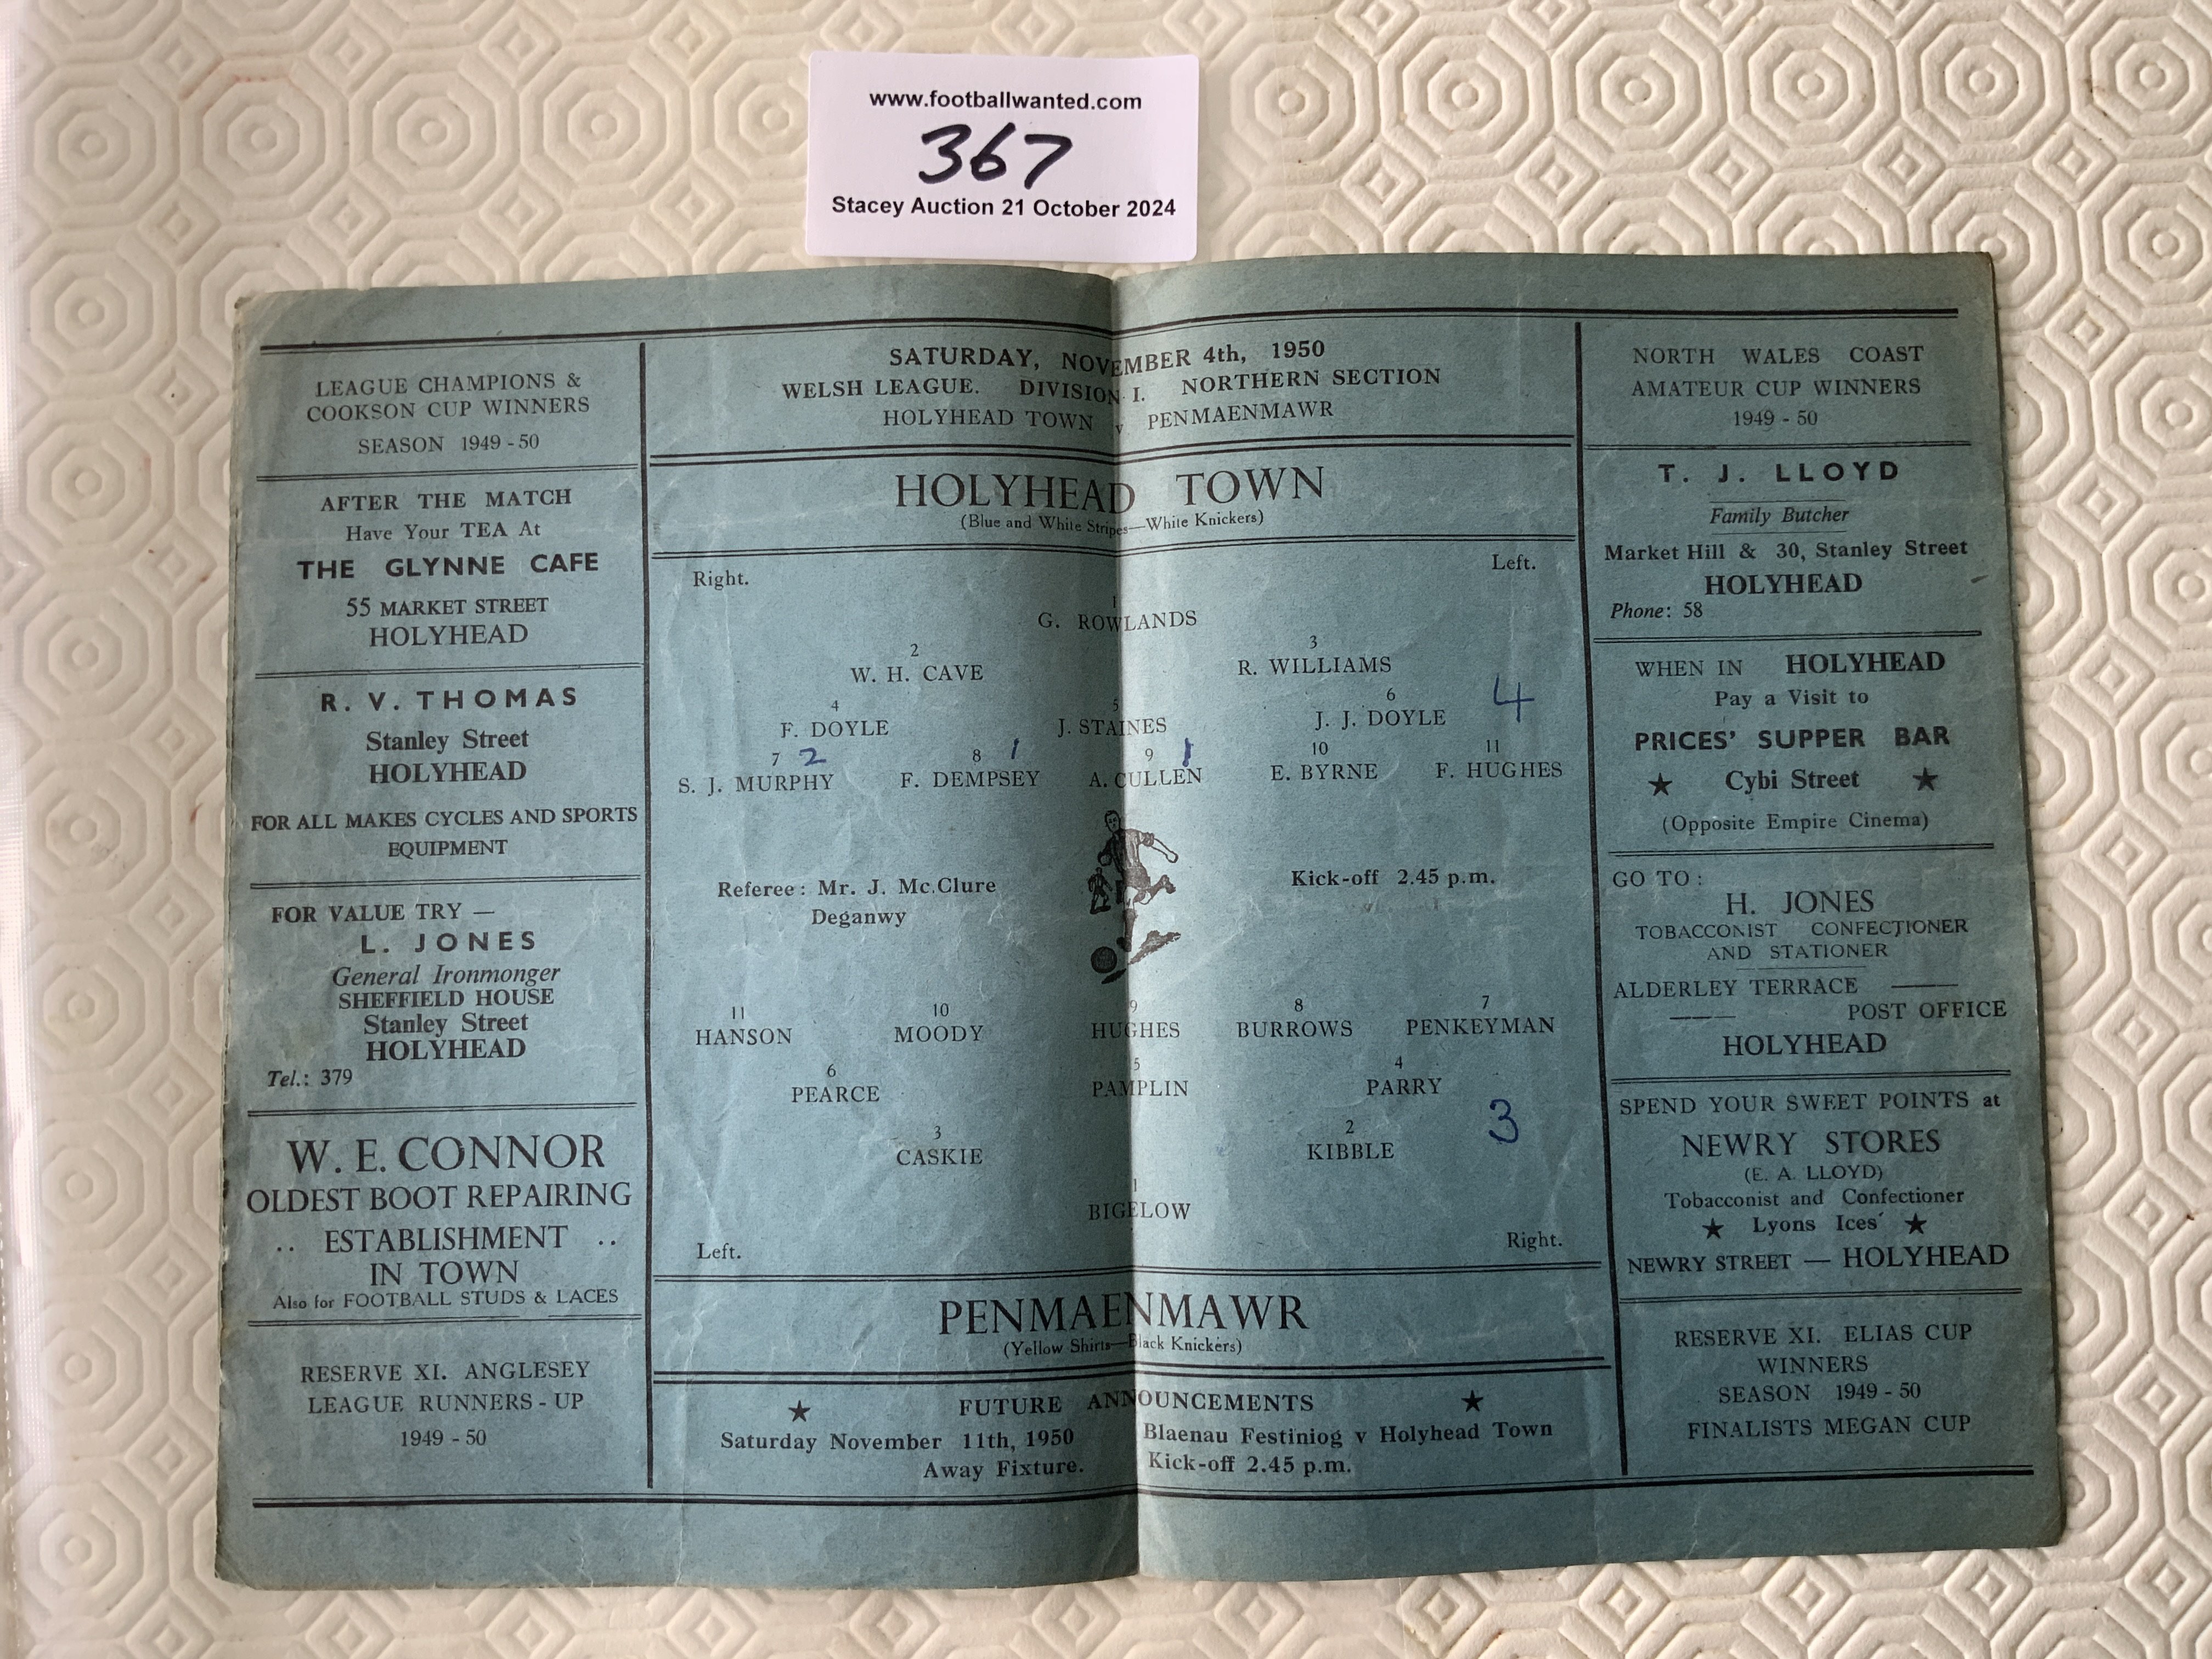 www.footballwanted.com
367
Stacey Auction 21 October 2024
LEAGUE CHAMPIONS &
COOKSON CUP WINNERS
SEASON 1949 - 50
AFTER THE MATCH
Have Your TEA At
THE GLYNNE CAFE
55 MARKET STREET
HOLYHEAD
R. V. THOMAS
Stanley Street
HOLYHEAD
FOR ALL MAKES CYCLES AND SPORTS
EQUIPMENT
FOR VALUE TRY —
L. JONES
General Ironmonger
SHEFFIELD HOUSE
Stanley Street
HOLYHEAD
Tel.: 379
W. E. CONNOR
OLDEST BOOT REPAIRING
.. ESTABLISHMENT ..
IN TOWN
Also for FOOTBALL STUDS & LACES
RESERVE XI. ANGLESEY
LEAGUE RUNNERS - UP
1949 - 50
SATURDAY, NOVEMBER 4th, 1950
WELSH LEAGUE. DIVISION I. NORTHERN SECTION
HOLYHEAD TOWN v PENMAENMAWR
HOLYHEAD TOWN
(Blue and White Stripes—White Knickers)
Right. Left.
1
G. ROWLANDS
2 3
W. H. CAVE R. WILLIAMS
4 5 6 4
F. DOYLE J. STAINES J. J. DOYLE
7 2 8 1 9 1 10 11
S. J. MURPHY F. DEMPSEY A. CULLEN E. BYRNE F. HUGHES
Referee: Mr. J. Mc.Clure Kick-off 2.45 p.m.
Deganwy
11 10 9 8 7
HANSON MOODY HUGHES BURROWS PENKEYMAN
6 5 4
PEARCE PAMPLIN PARRY
3 2 3
CASKIE KIBBLE
1
BIGELOW
Left. Right.
PENMAENMAWR
(Yellow Shirts—Black Knickers)
★ FUTURE ANNOUNCEMENTS ★
Saturday November 11th, 1950 Blaenau Festiniog v Holyhead Town
Away Fixture. Kick-off 2.45 p.m.
NORTH WALES COAST
AMATEUR CUP WINNERS
1949 - 50
T. J. LLOYD
Family Butcher
Market Hill & 30, Stanley Street
HOLYHEAD
Phone: 58
WHEN IN HOLYHEAD
Pay a Visit to
PRICES' SUPPER BAR
★ Cybi Street ★
(Opposite Empire Cinema)
GO TO:
H. JONES
TOBACCONIST CONFECTIONER
AND STATIONER
ALDERLEY TERRACE ——
—— POST OFFICE
HOLYHEAD
SPEND YOUR SWEET POINTS at
NEWRY STORES
(E. A. LLOYD)
Tobacconist and Confectioner
★ Lyons Ices' ★
NEWRY STREET — HOLYHEAD
RESERVE XI. ELIAS CUP
WINNERS
SEASON 1949 - 50
FINALISTS MEGAN CUP